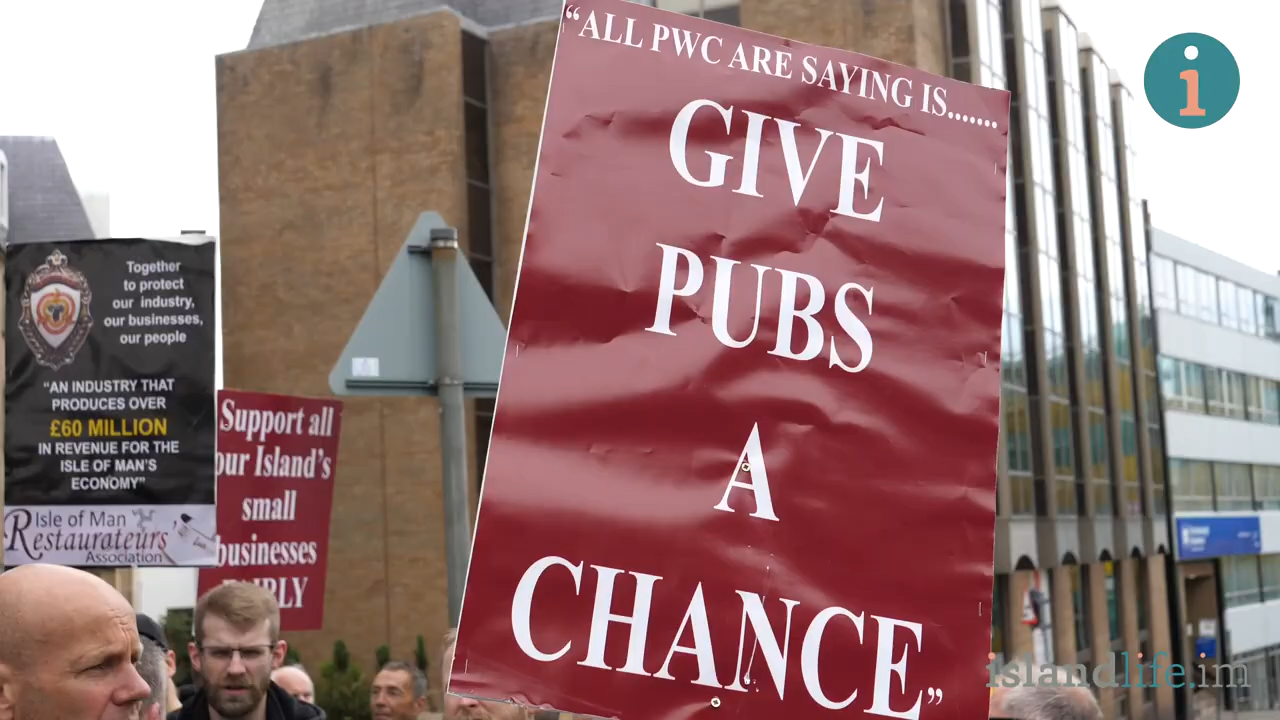 “ALL PWC ARE SAYING IS.......
GIVE
PUBS
A
CHANCE”
Together
to protect
our industry,
our businesses,
our people
“AN INDUSTRY THAT
PRODUCES OVER
£60 MILLION
IN REVENUE FOR THE
ISLE OF MAN'S
ECONOMY”
Isle of Man
Restaurateurs
Association
Support all
our Island's
small
businesses
i
islandlife.im